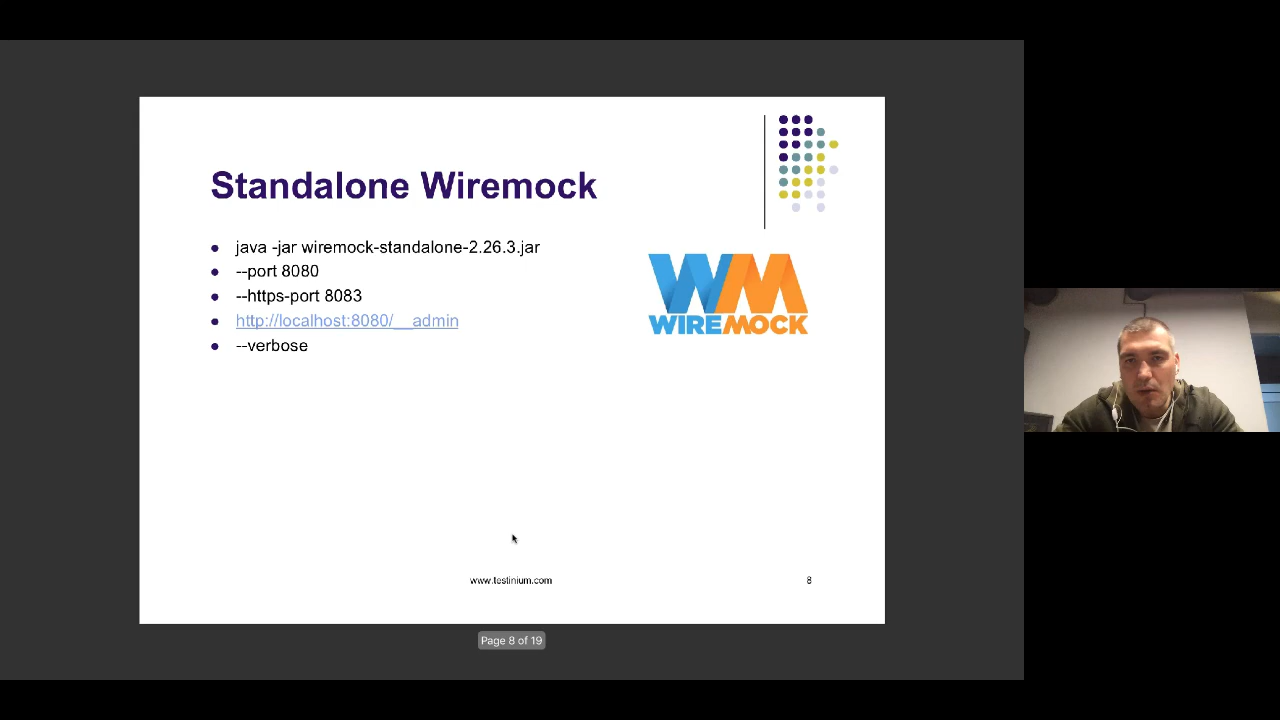 Standalone Wiremock
java -jar wiremock-standalone-2.26.3.jar
--port 8080
--https-port 8083
http://localhost:8080/__admin
--verbose
WM
WIREMOCK
www.testinium.com
8
Page 8 of 19